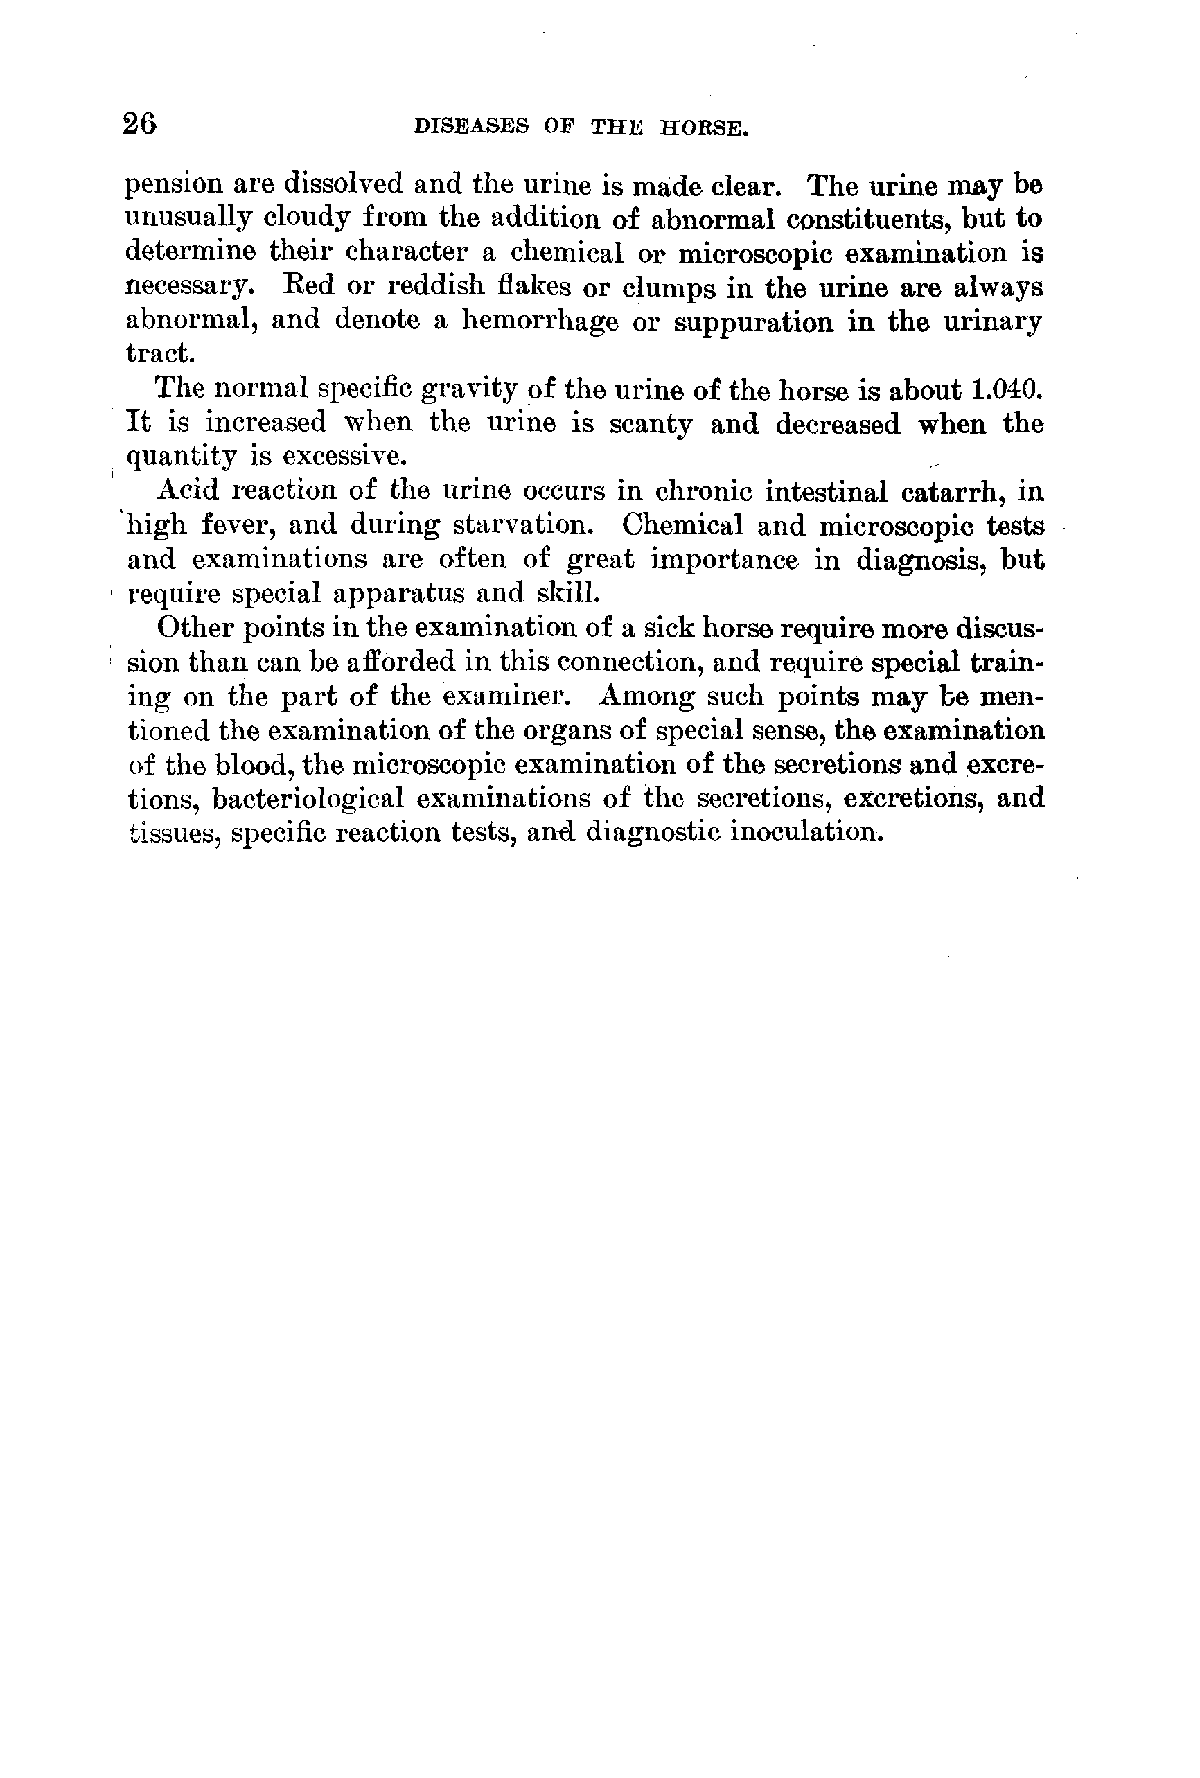 26 DISEASES OF THE HORSE.
pension are dissolved and the urine is made clear. The urine may be
unusually cloudy from the addition of abnormal constituents, but to
determine their character a chemical or microscopic examination is
necessary. Red or reddish flakes or clumps in the urine are always
abnormal, and denote a hemorrhage or suppuration in the urinary
tract.
The normal specific gravity of the urine of the horse is about 1.040.
It is increased when the urine is scanty and decreased when the
quantity is excessive.
Acid reaction of the urine occurs in chronic intestinal catarrh, in
high fever, and during starvation. Chemical and microscopic tests
and examinations are often of great importance in diagnosis, but
require special apparatus and skill.
Other points in the examination of a sick horse require more discus-
sion than can be afforded in this connection, and require special train-
ing on the part of the examiner. Among such points may be men-
tioned the examination of the organs of special sense, the examination
of the blood, the microscopic examination of the secretions and excre-
tions, bacteriological examinations of the secretions, excretions, and
tissues, specific reaction tests, and diagnostic inoculation.